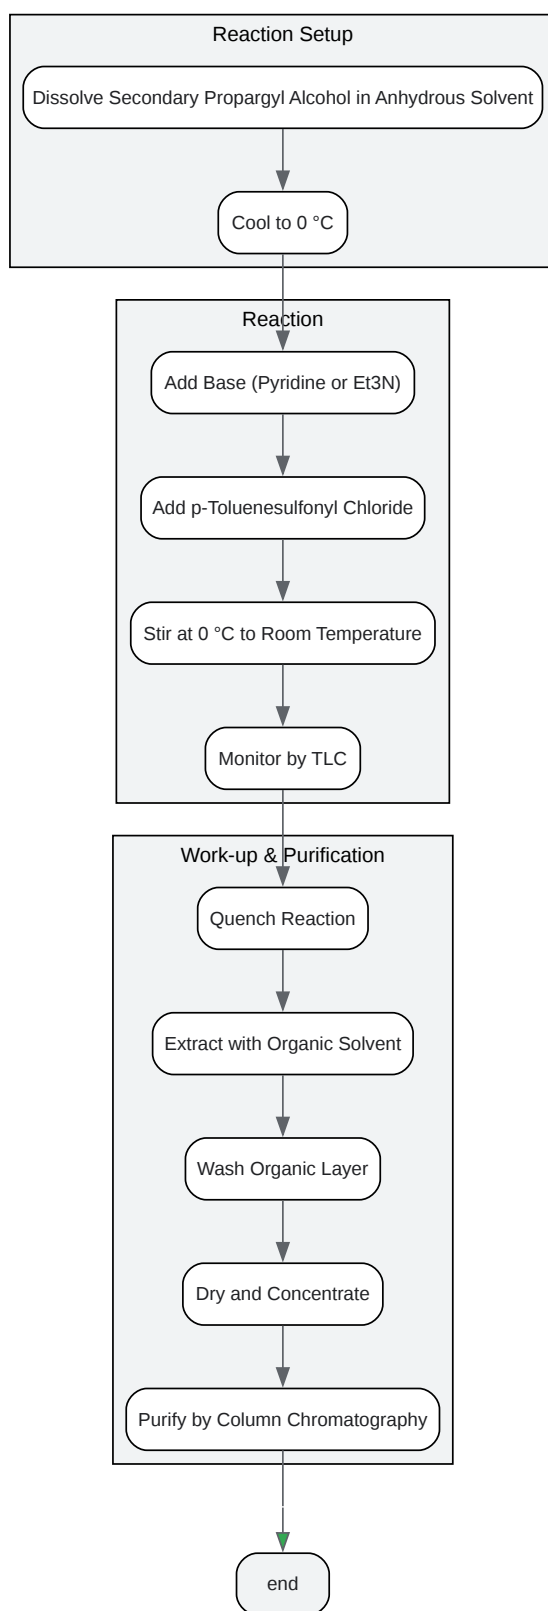 Reaction Setup
Dissolve Secondary Propargyl Alcohol in Anhydrous Solvent
Cool to 0 °C
Reaction
Add Base (Pyridine or Et3N)
Add p-Toluenesulfonyl Chloride
Stir at 0 °C to Room Temperature
Monitor by TLC
Work-up & Purification
Quench Reaction
Extract with Organic Solvent
Wash Organic Layer
Dry and Concentrate
Purify by Column Chromatography
end